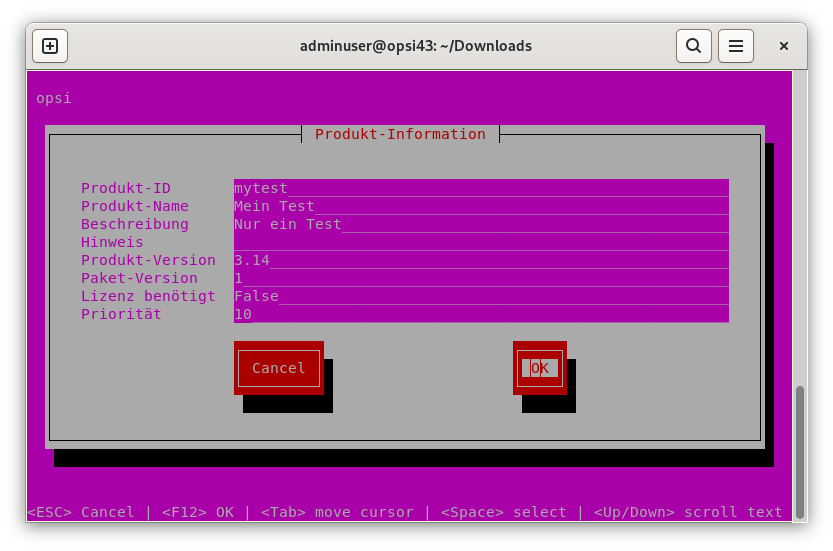 adminuser@opsi43: ~/Downloads
opsi
Produkt-Information
Produkt-ID mytest
Produkt-Name Mein Test
Beschreibung Nur ein Test
Hinweis
Produkt-Version 3.14
Paket-Version 1
Lizenz benötigt False
Priorität 10
Cancel OK
<ESC> Cancel | <F12> OK | <Tab> move cursor | <Space> select | <Up/Down> scroll text